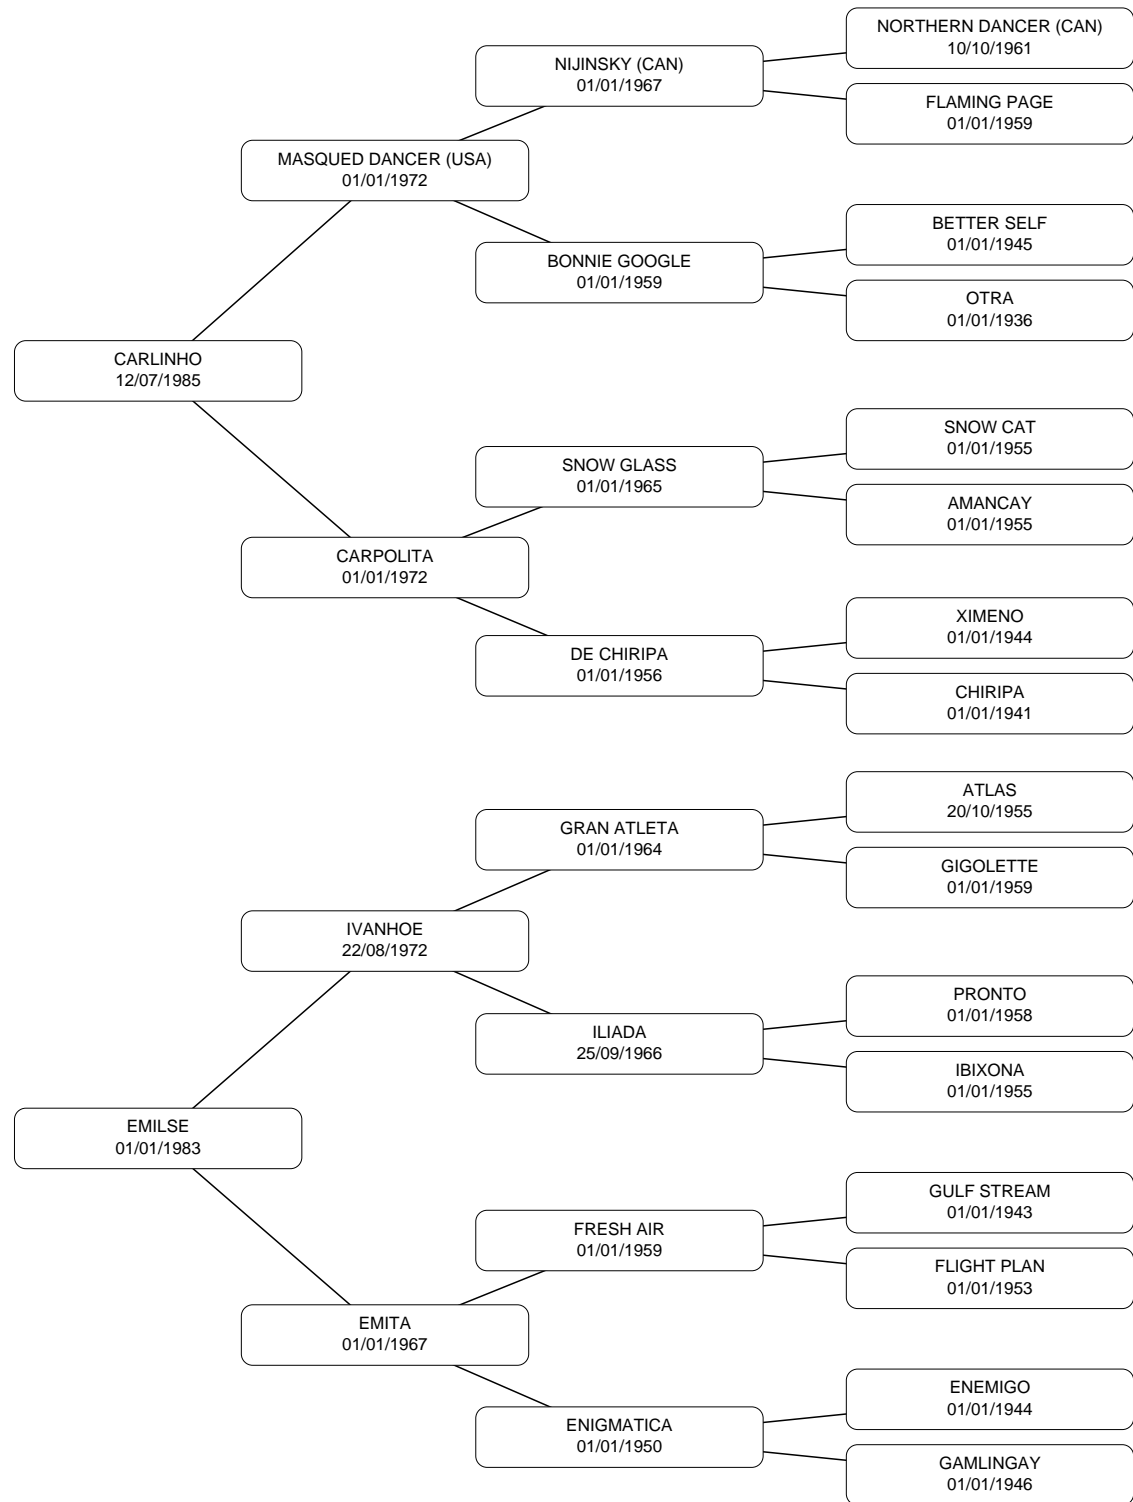 NORTHERN DANCER (CAN)
10/10/1961
NIJINSKY (CAN)
01/01/1967
FLAMING PAGE
01/01/1959
MASQUED DANCER (USA)
01/01/1972
BETTER SELF
01/01/1945
BONNIE GOOGLE
01/01/1959
OTRA
01/01/1936
CARLINHO
12/07/1985
SNOW CAT
01/01/1955
SNOW GLASS
01/01/1965
AMANCAY
01/01/1955
CARPOLITA
01/01/1972
XIMENO
01/01/1944
DE CHIRIPA
01/01/1956
CHIRIPA
01/01/1941
ATLAS
20/10/1955
GRAN ATLETA
01/01/1964
GIGOLETTE
01/01/1959
IVANHOE
22/08/1972
PRONTO
01/01/1958
ILIADA
25/09/1966
IBIXONA
01/01/1955
EMILSE
01/01/1983
GULF STREAM
01/01/1943
FRESH AIR
01/01/1959
FLIGHT PLAN
01/01/1953
EMITA
01/01/1967
ENEMIGO
01/01/1944
ENIGMATICA
01/01/1950
GAMLINGAY
01/01/1946